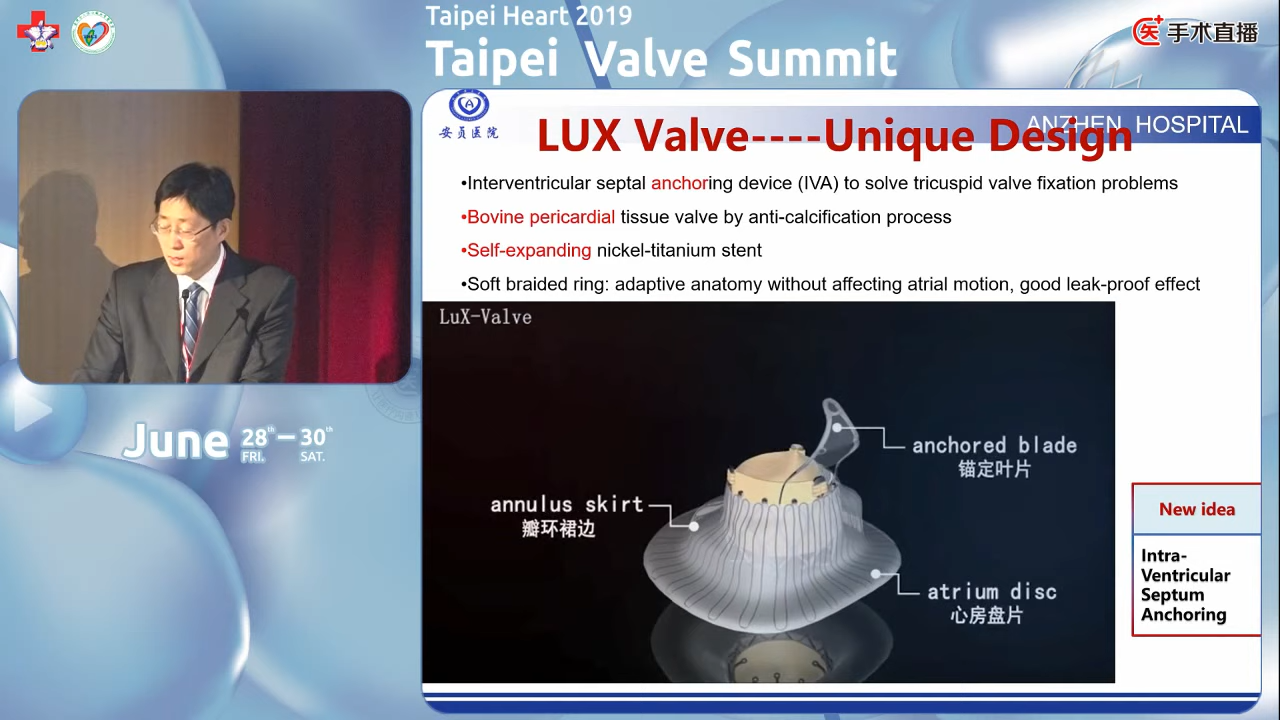 Taipei Heart 2019
Taipei Valve Summit
手术直播
安贞医院
ANZHEN HOSPITAL
LUX Valve----Unique Design
•Interventricular septal anchoring device (IVA) to solve tricuspid valve fixation problems
•Bovine pericardial tissue valve by anti-calcification process
•Self-expanding nickel-titanium stent
•Soft braided ring: adaptive anatomy without affecting atrial motion, good leak-proof effect
LuX-Valve
anchored blade
锚定叶片
annulus skirt
瓣环裙边
atrium disc
心房盘片
New idea
Intra-
Ventricular
Septum
Anchoring
June 28th—30th
FRI. SAT.